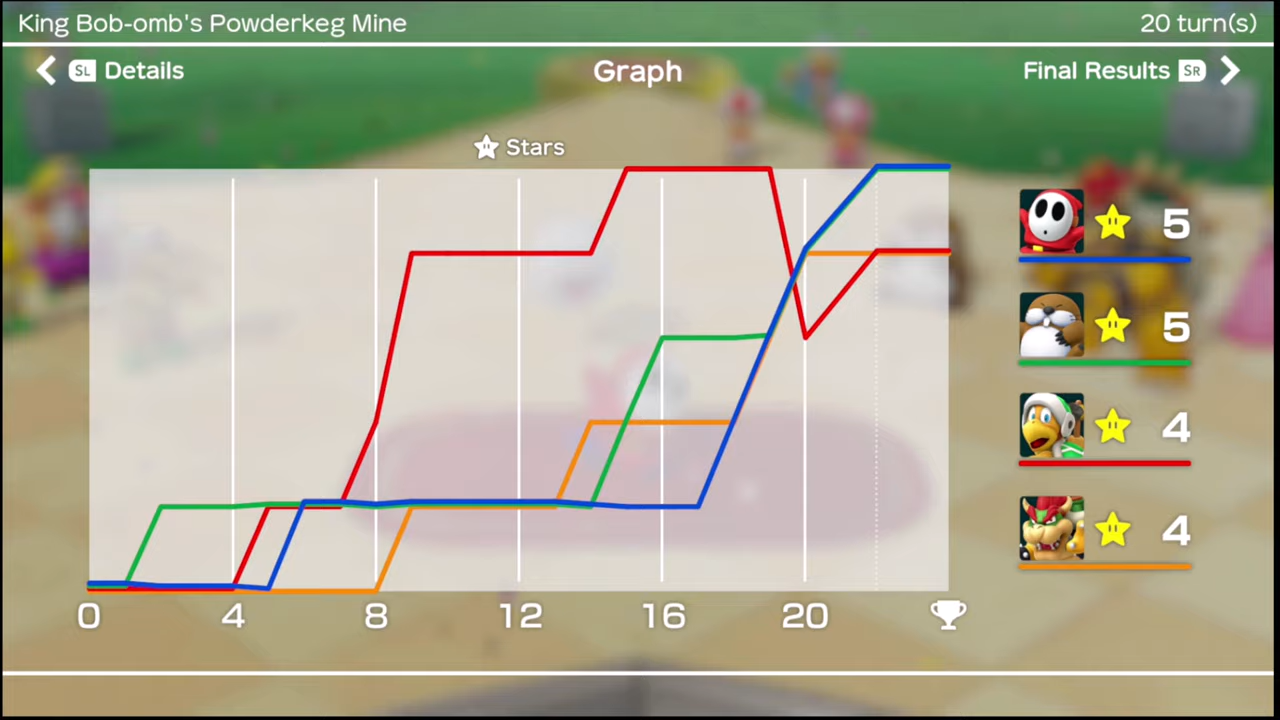 King Bob-omb's Powderkeg Mine
20 turn(s)
SL Details
Graph
Final Results SR
Stars
5
5
4
4
0 4 8 12 16 20